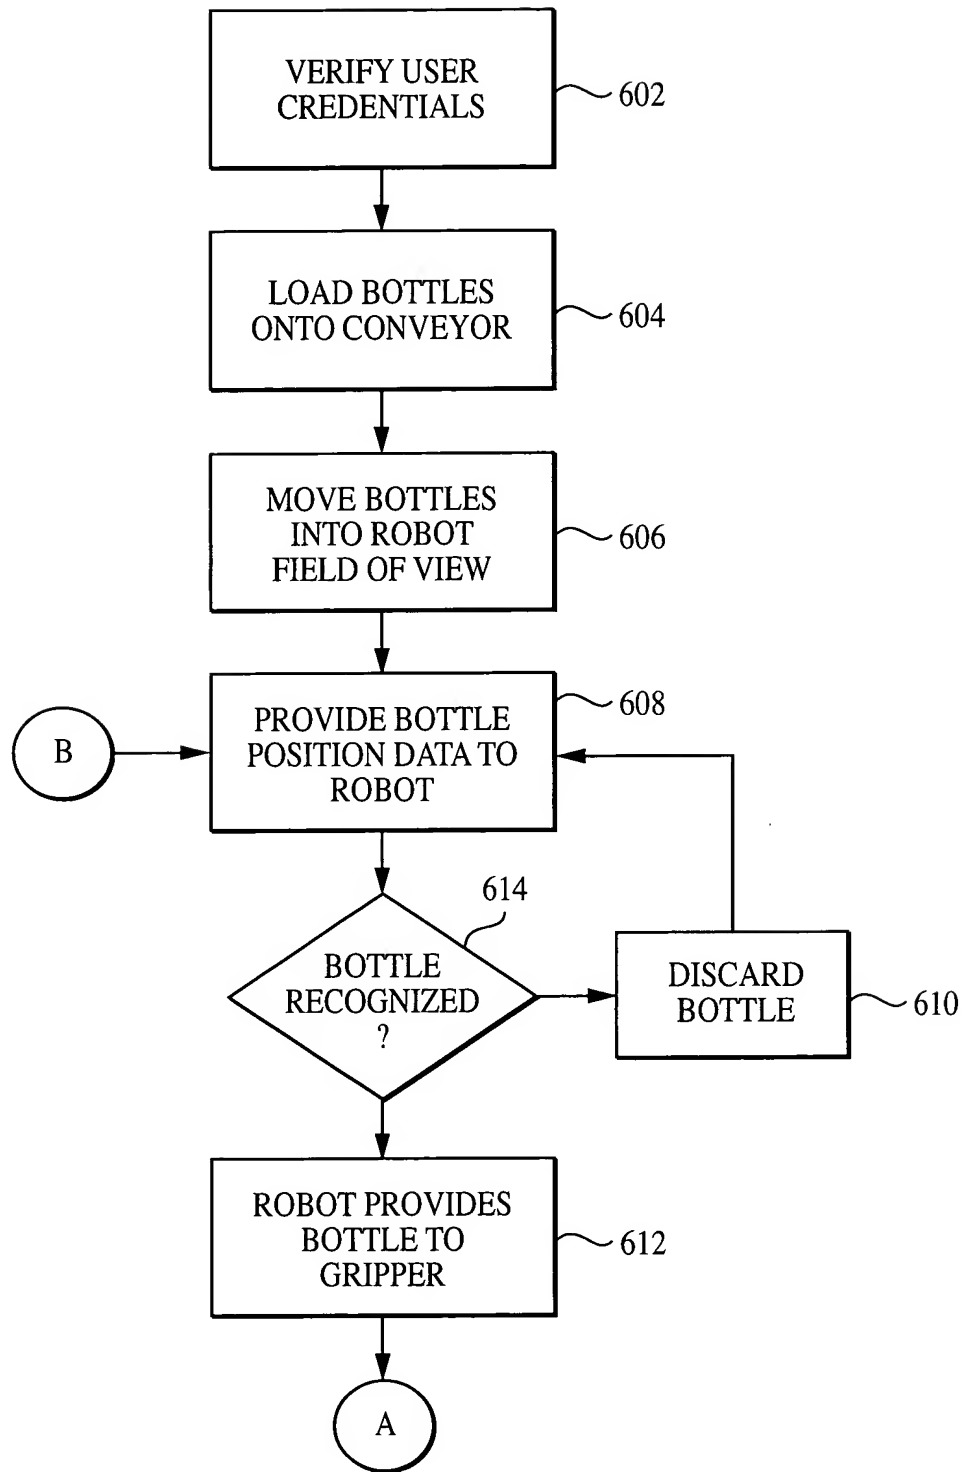 VERIFY USER
CREDENTIALS
602
LOAD BOTTLES
ONTO CONVEYOR
604
MOVE BOTTLES
INTO ROBOT
FIELD OF VIEW
606
B
PROVIDE BOTTLE
POSITION DATA TO
ROBOT
608
614
BOTTLE
RECOGNIZED
?
DISCARD
BOTTLE
610
ROBOT PROVIDES
BOTTLE TO
GRIPPER
612
A